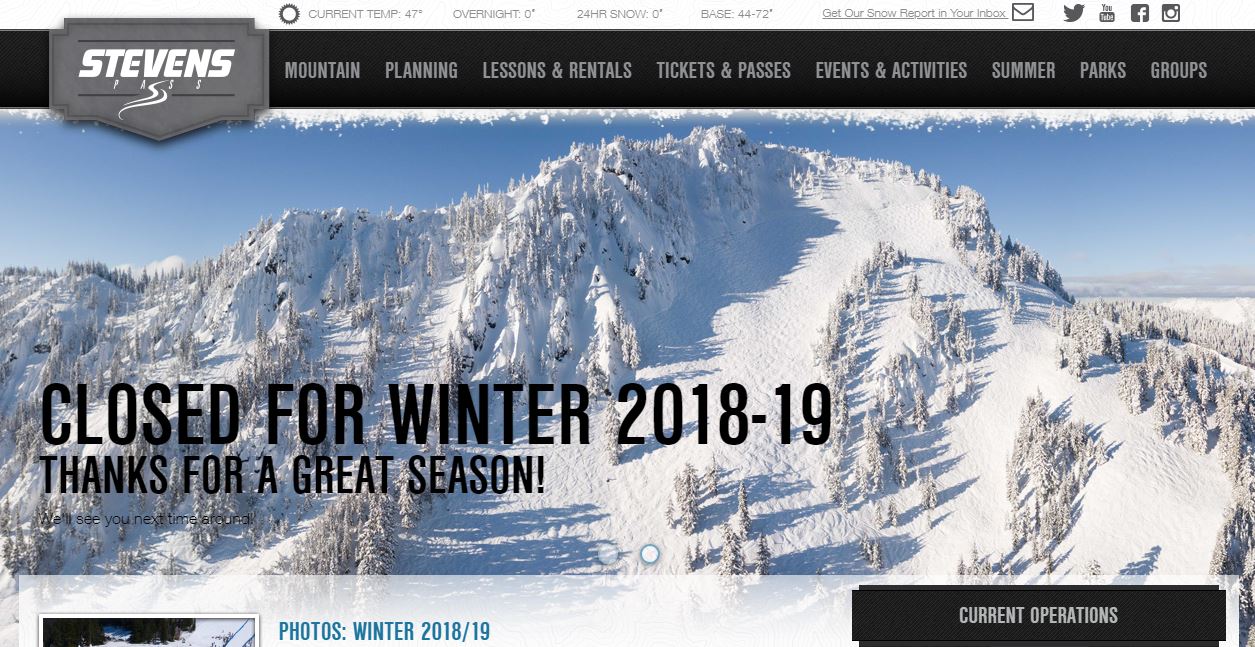 CURRENT TEMP: 47° OVERNIGHT: 0" 24HR SNOW: 0" BASE: 44-72" Get Our Snow Report in Your Inbox You Tube
STEVENS
PASS
MOUNTAIN PLANNING LESSONS & RENTALS TICKETS & PASSES EVENTS & ACTIVITIES SUMMER PARKS GROUPS
CLOSED FOR WINTER 2018-19
THANKS FOR A GREAT SEASON!
We'll see you next time around!
CURRENT OPERATIONS
PHOTOS: WINTER 2018/19